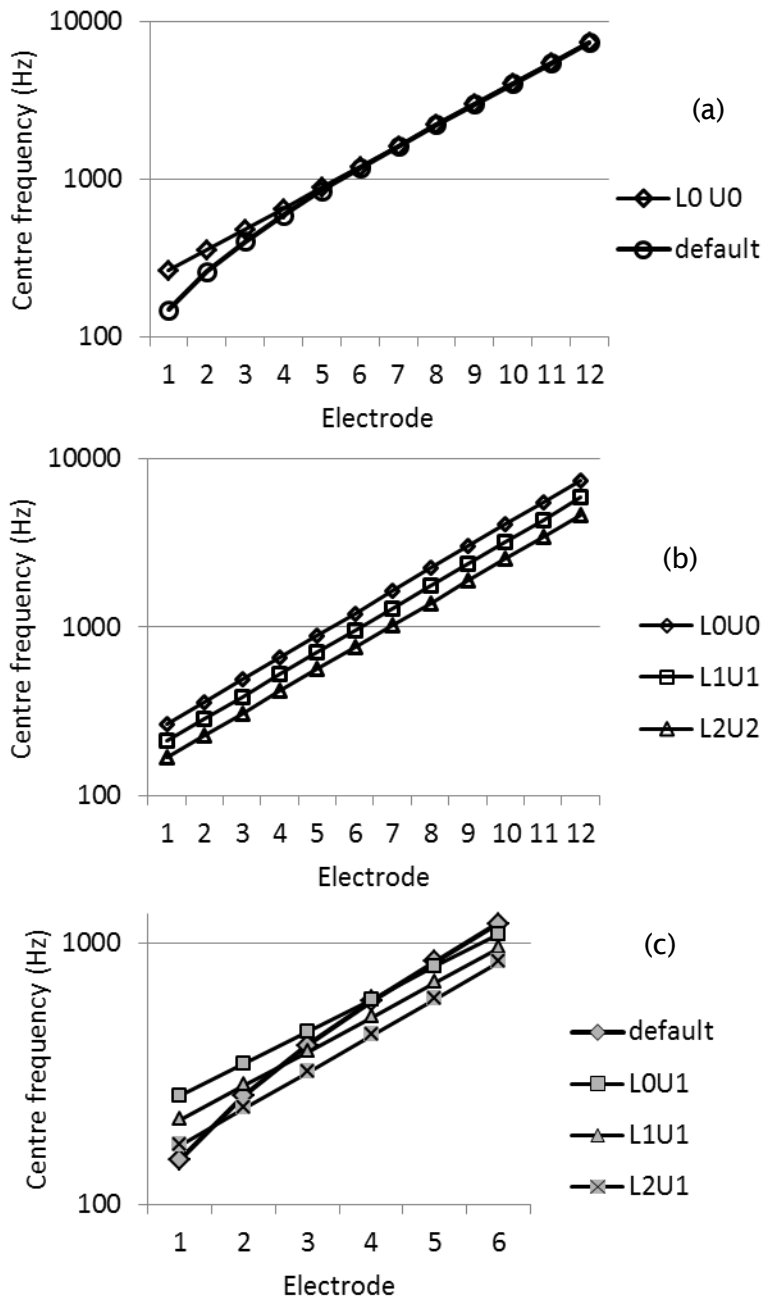 10000
1000
100
Centre frequency (Hz)
1 2 3 4 5 6 7 8 9 10 11 12
Electrode
(a)
L0 U0
default
10000
1000
100
Centre frequency (Hz)
1 2 3 4 5 6 7 8 9 10 11 12
Electrode
(b)
L0U0
L1U1
L2U2
1000
100
Centre frequency (Hz)
1 2 3 4 5 6
Electrode
(c)
default
L0U1
L1U1
L2U1